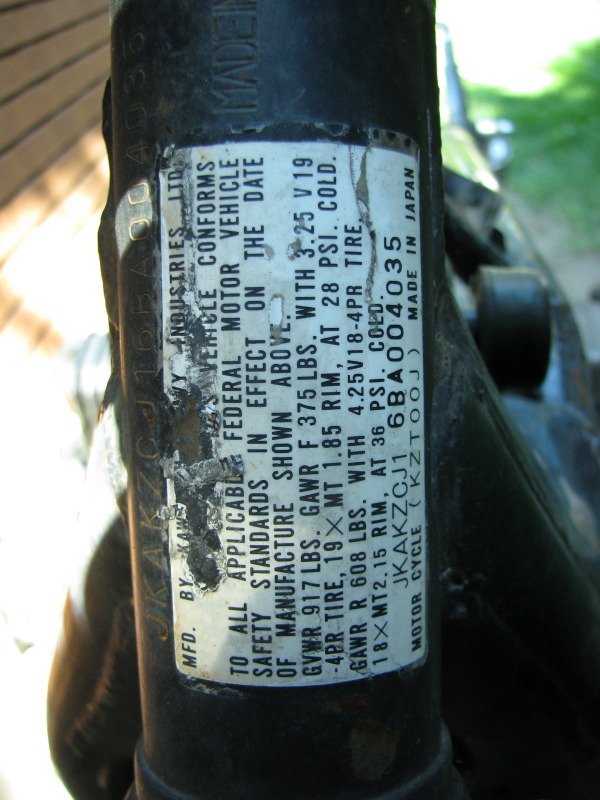 JKAKZCJ16BA004035
MADE IN
MFD. BY INDUSTRIES, LTD.
VEHICLE CONFORMS
TO ALL APPLICABLE FEDERAL MOTOR VEHICLE
SAFETY STANDARDS IN EFFECT ON THE DATE
OF MANUFACTURE SHOWN ABOVE.
GVWR 917 LBS. GAWR F 375 LBS. WITH 3.25 V 19
-4PR TIRE, 19 × MT 1.85 RIM, AT 28 PSI. COLD.
GAWR R 608 LBS. WITH 4.25V18-4PR TIRE,
18×MT2.15 RIM, AT 36 PSI. COLD.
JKAKZCJ1 6BA004035
MOTOR CYCLE (KZT00J) MADE IN JAPAN